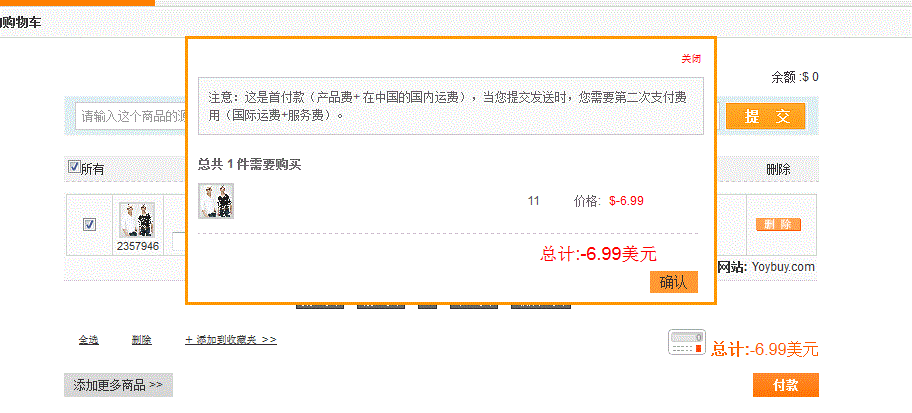 购物车
关闭
余额 :$ 0
注意：这是首付款（产品费+ 在中国的国内运费），当您提交发送时，您需要第二次支付费
用（国际运费+服务费）。
请输入这个商品的
提 交
所有
删除
总共 1 件需要购买
11 价格: $-6.99
2357946
删 除
总计:-6.99美元
网站: Yoybuy.com
确认
全选 删除 + 添加到收藏夹 >>
总计:-6.99美元
添加更多商品 >>
付款